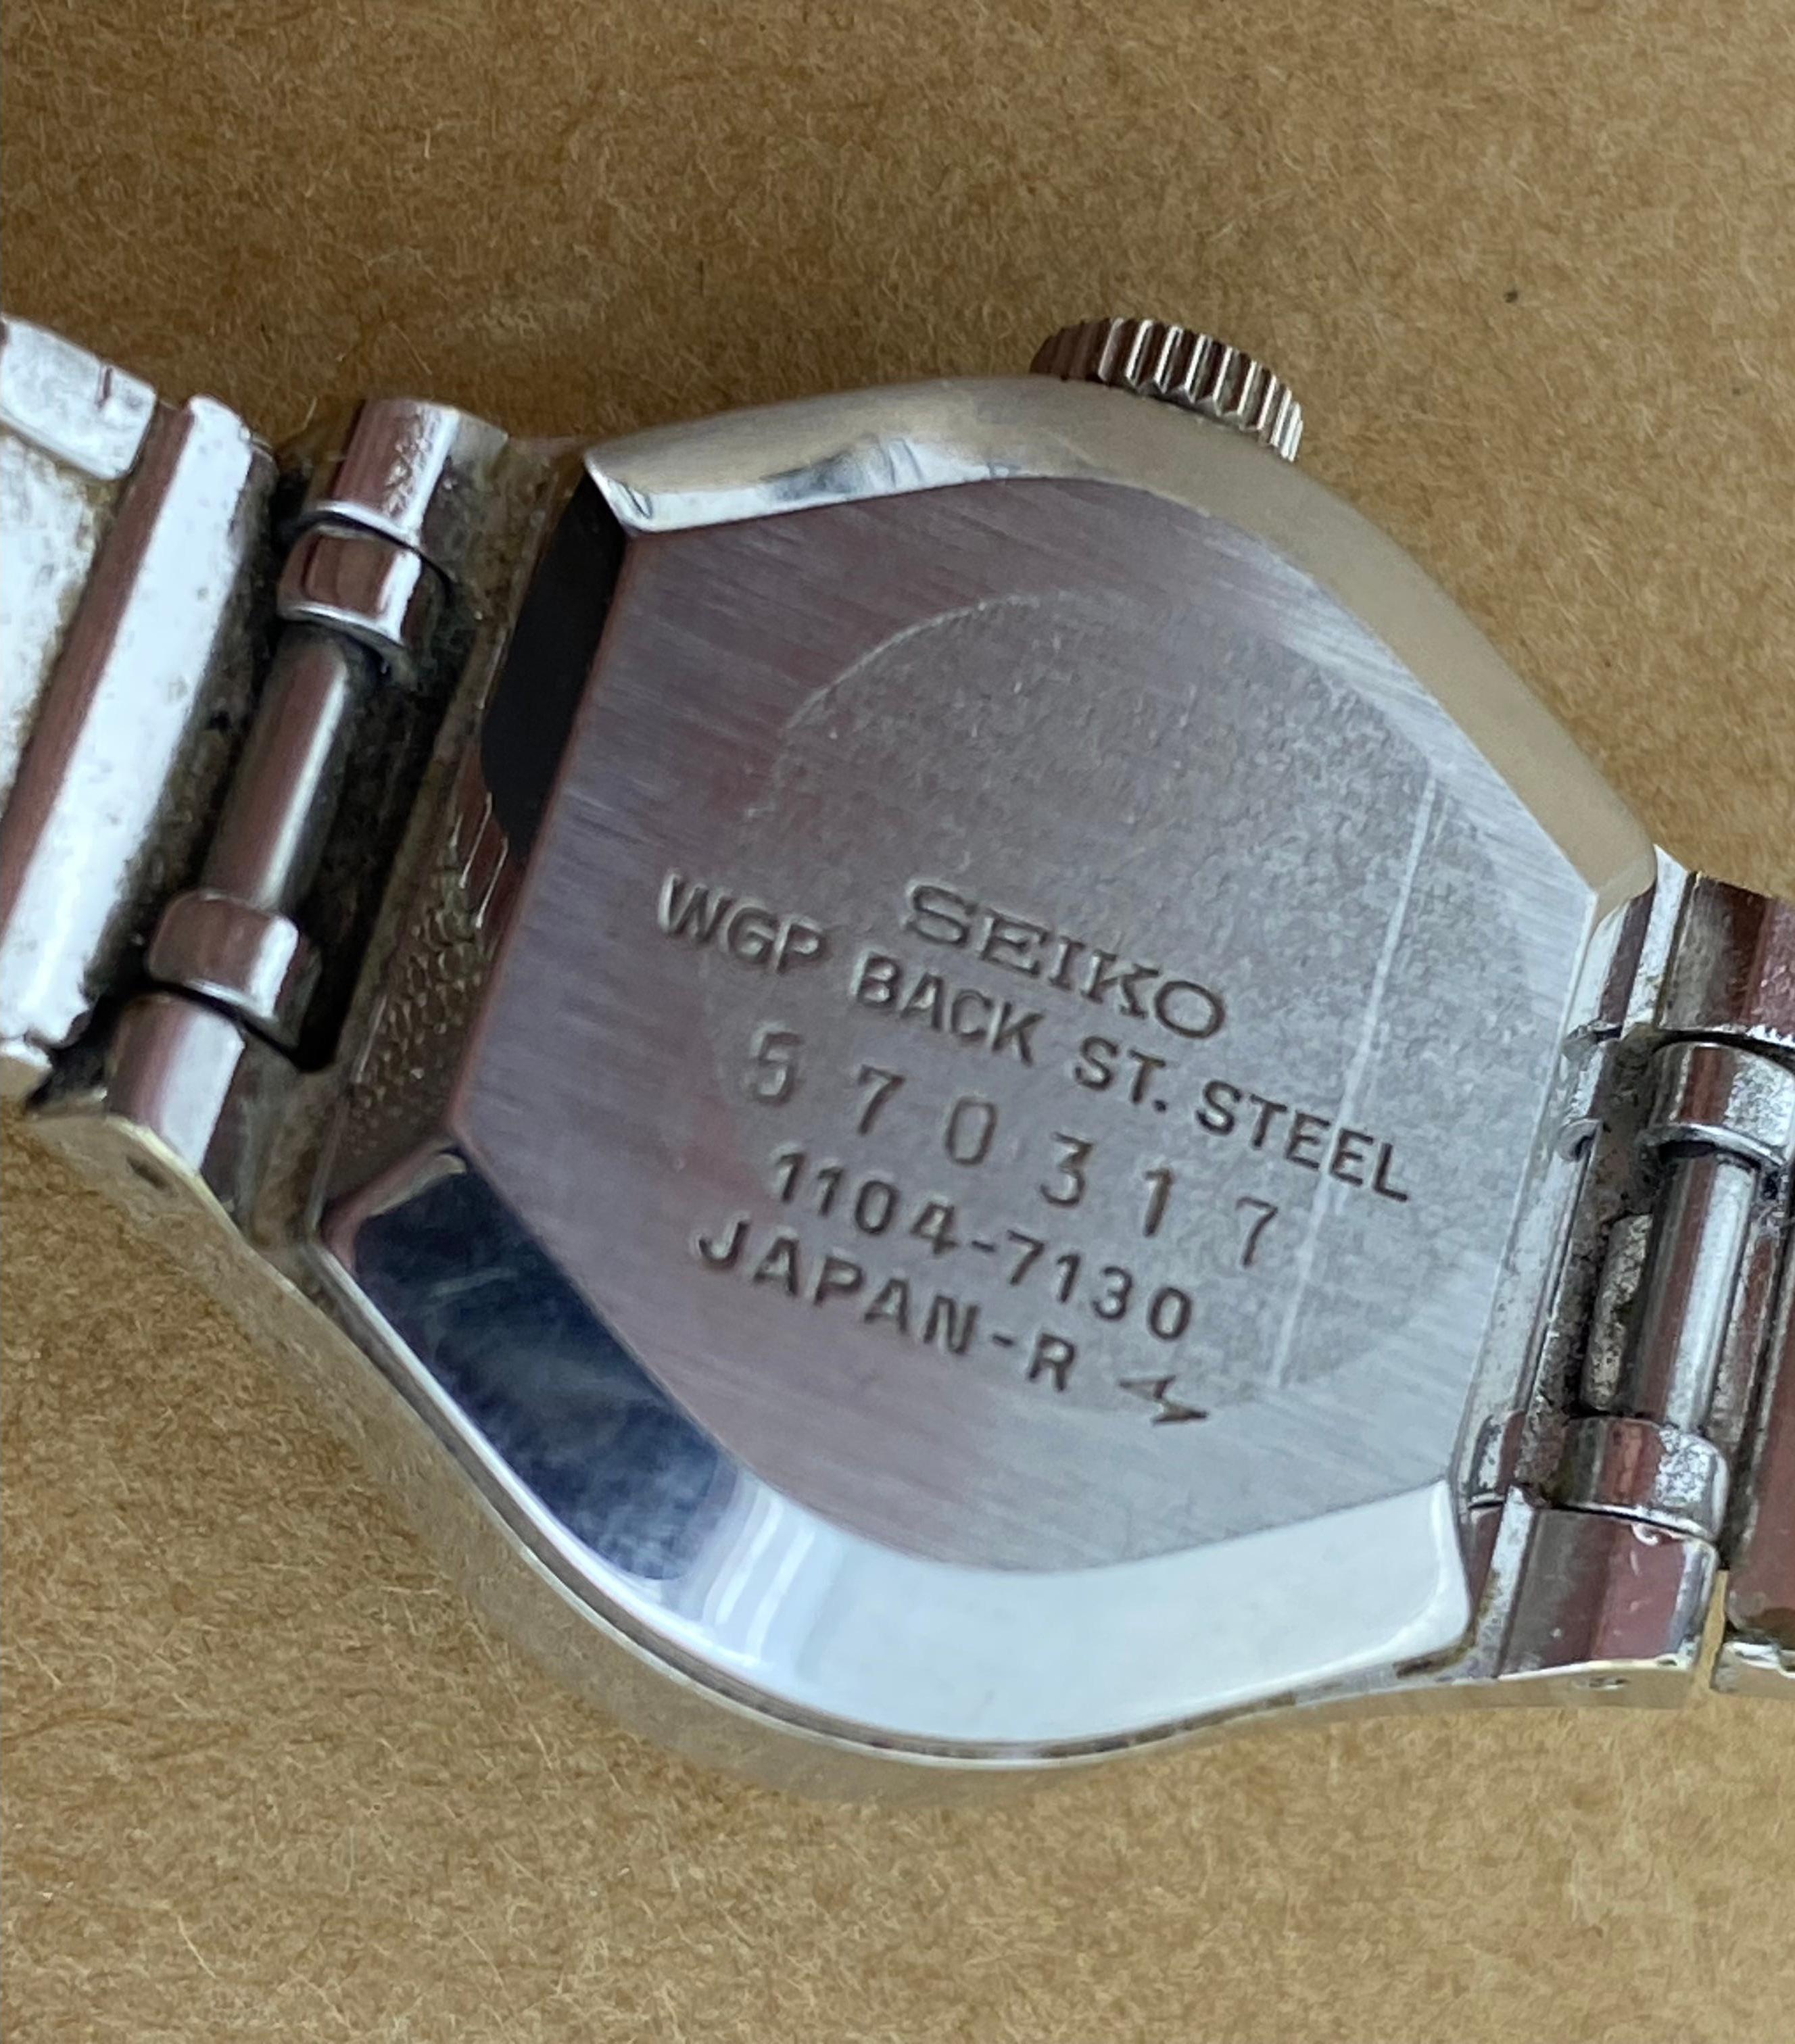 SEIKO
WGP BACK ST. STEEL
570317
1104-7130
JAPAN-R